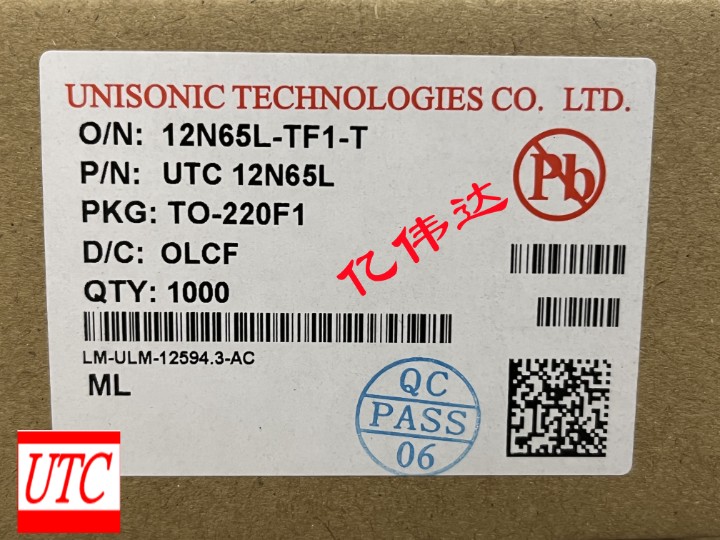 UNISONIC TECHNOLOGIES CO. LTD.
O/N: 12N65L-TF1-T
P/N: UTC 12N65L
PKG: TO-220F1
D/C: OLCF
QTY: 1000
Pb
亿伟达
LM-ULM-12594.3-AC
ML
QC
PASS
06
UTC